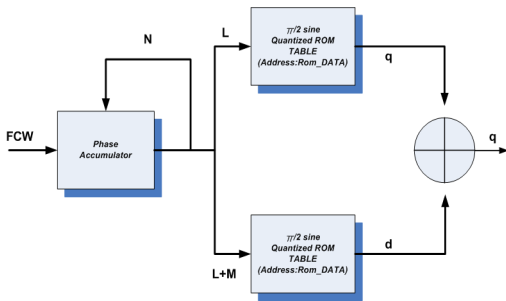 N
L
π/2 sine
Quantized ROM
TABLE
(Address:Rom_DATA)
q
FCW
Phase
Accumulator
q
π/2 sine
Quantized ROM
TABLE
(Address:Rom_DATA)
d
L+M